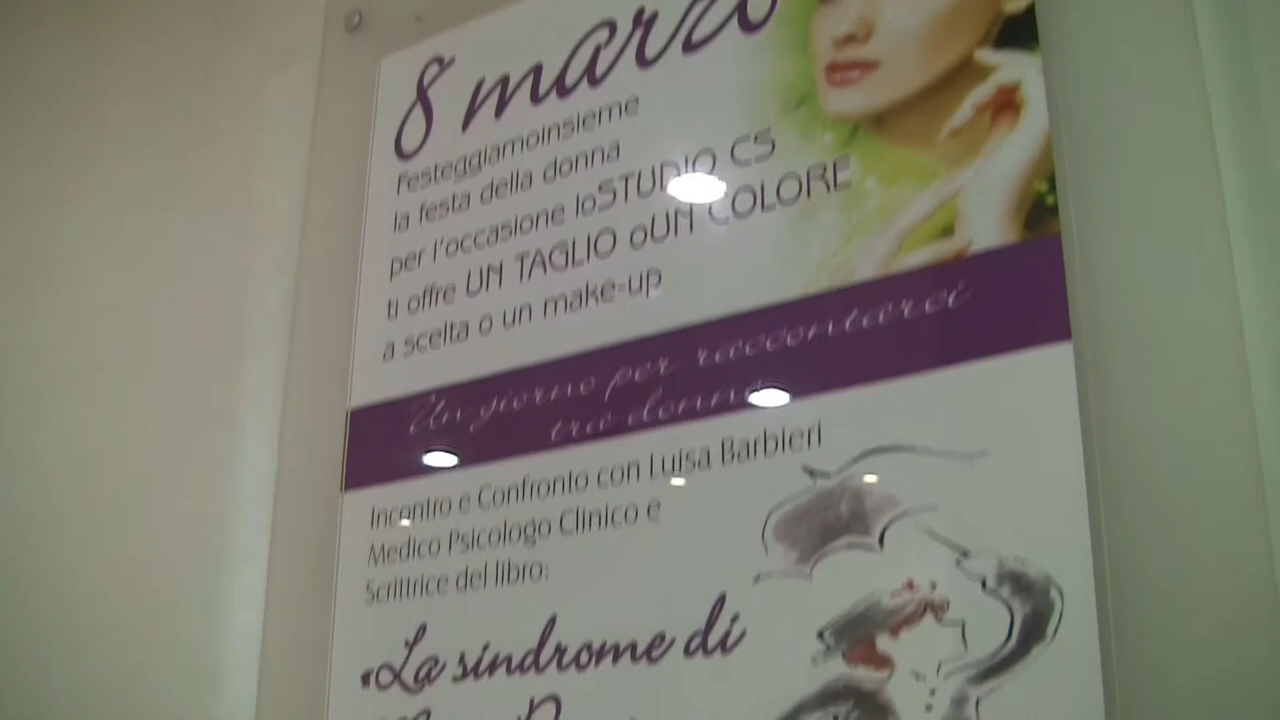 8 marzo
Festeggiamoinsieme
la festa della donna
per l'occasione loSTUDIO CS
ti offre UN TAGLIO oUN COLORE
a scelta o un make-up
Un giorno per raccontarci
tra donne
Incontro e Confronto con Luisa Barbieri
Medico Psicologo Clinico e
Scrittrice del libro:
«La sindrome di